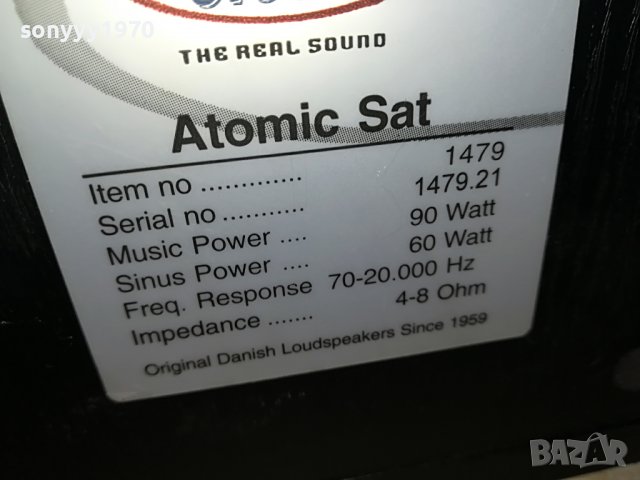 sonyyy1970
THE REAL SOUND
Atomic Sat
Item no ............. 1479
Serial no ........... 1479.21
Music Power .... 90 Watt
Sinus Power .... 60 Watt
Freq. Response 70-20.000 Hz
Impedance ....... 4-8 Ohm
Original Danish Loudspeakers Since 1959
BAZAR